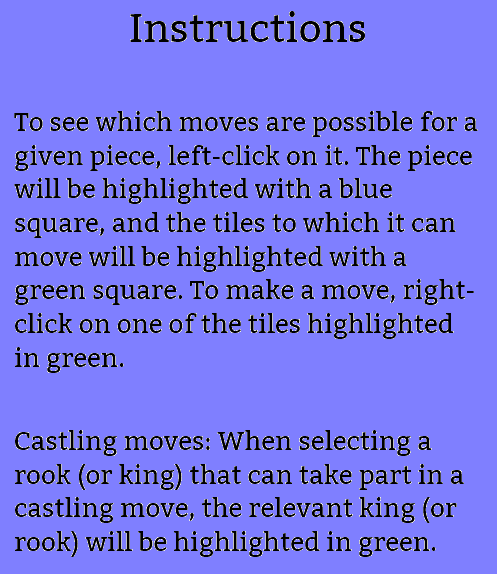 Instructions
To see which moves are possible for a
given piece, left-click on it. The piece
will be highlighted with a blue
square, and the tiles to which it can
move will be highlighted with a
green square. To make a move, right-
click on one of the tiles highlighted
in green.
Castling moves: When selecting a
rook (or king) that can take part in a
castling move, the relevant king (or
rook) will be highlighted in green.